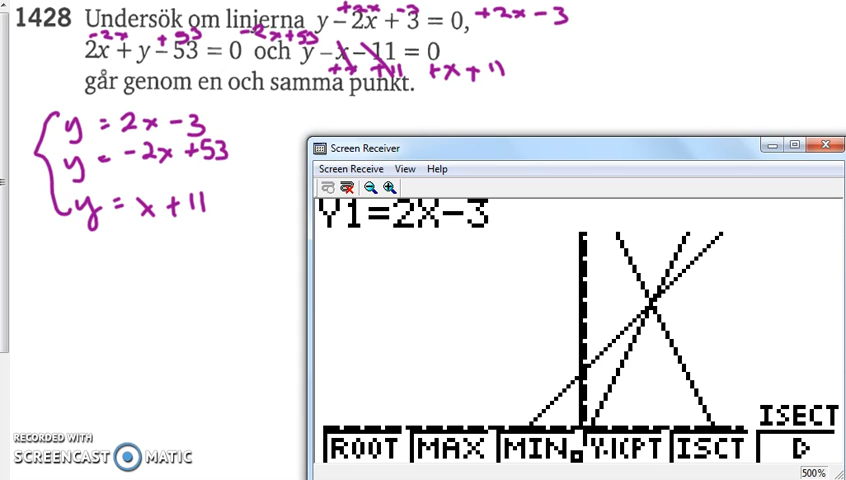 1428 Undersök om linjerna y − 2x + 3 = 0,
+2x −3 +2x − 3
2x + y − 53 = 0 och y − x − 11 = 0
−2x +53 −2x+53
+x +11 +x + 11
går genom en och samma punkt.
y = 2x − 3
y = −2x +53
y = x + 11
Screen Receiver
Screen Receive View Help
Y1=2X−3
ISECT
ROOT MAX MIN Y-ICPT ISCT
RECORDED WITH
SCREENCAST MATIC
500%